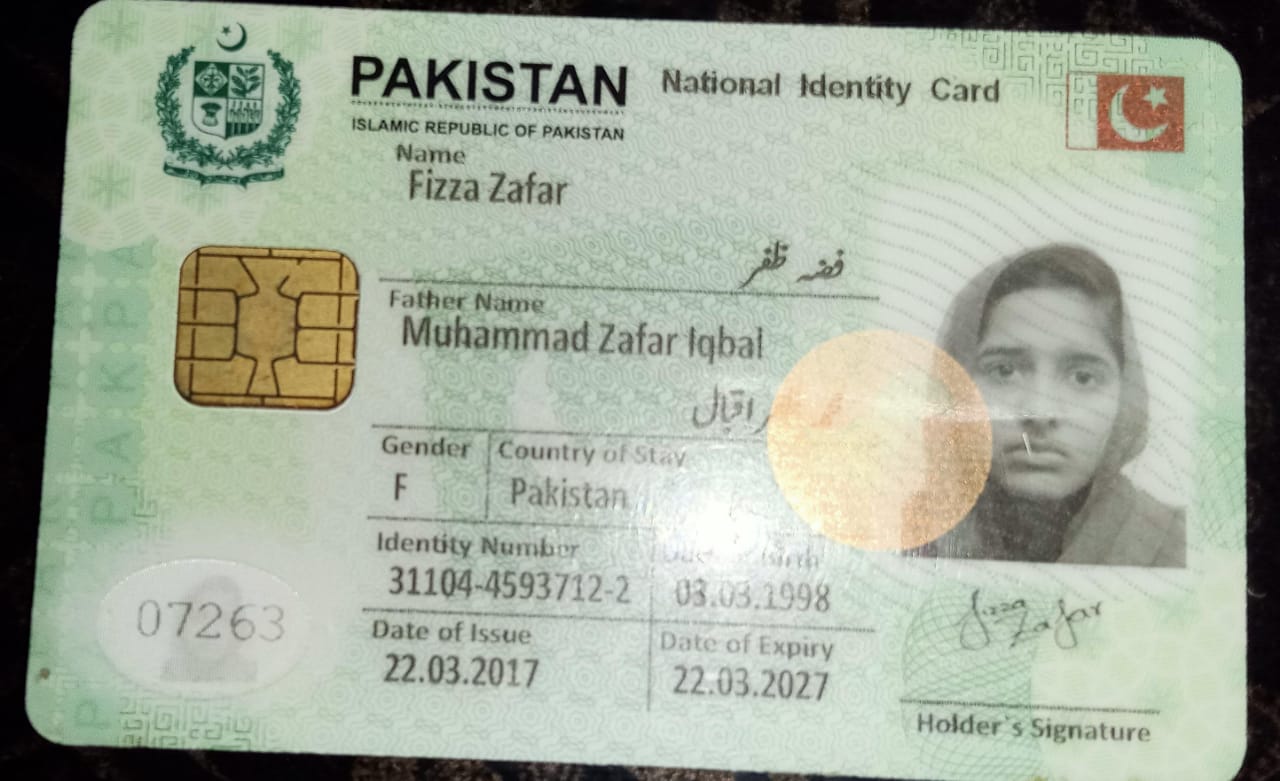 PAKISTAN National Identity Card
ISLAMIC REPUBLIC OF PAKISTAN
Name
Fizza Zafar
فضہ ظفر
Father Name
Muhammad Zafar Iqbal
اقبال
Gender Country of Stay
F Pakistan
Identity Number Date of Birth
31104-4593712-2 03.03.1998
Date of Issue Date of Expiry
22.03.2017 22.03.2027
07263
Fizza Zafar
Holder's Signature